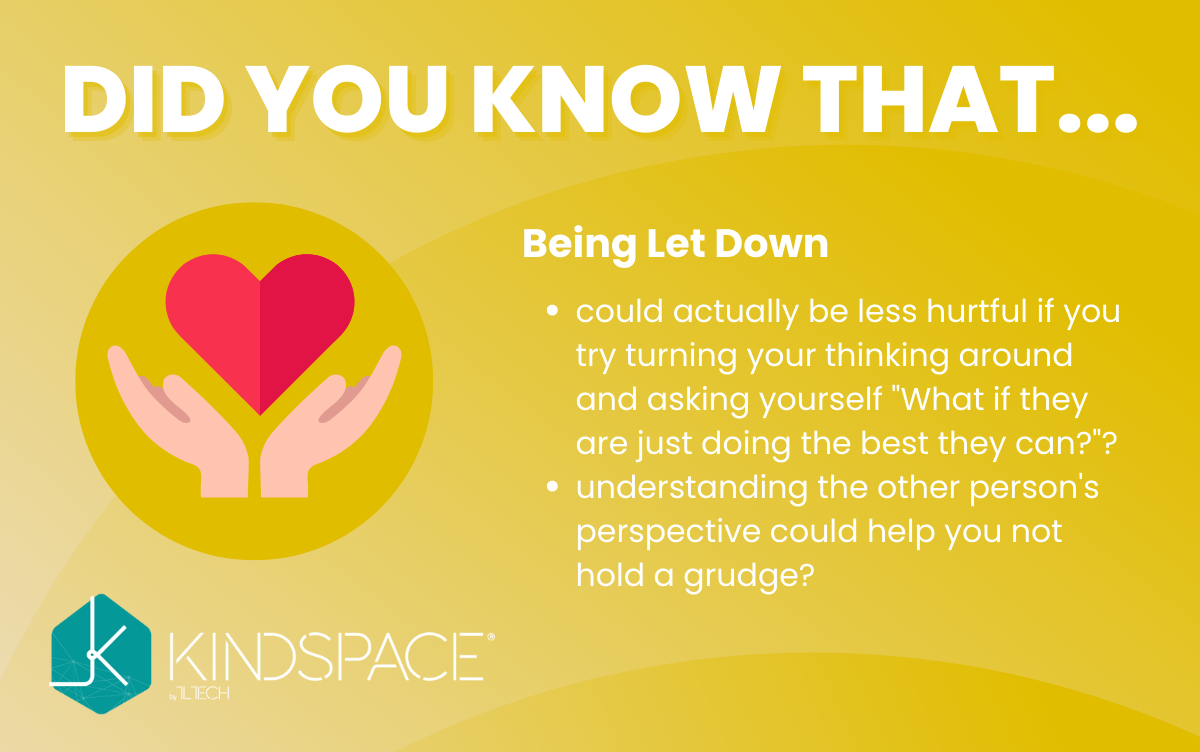 DID YOU KNOW THAT...
Being Let Down
• could actually be less hurtful if you
try turning your thinking around
and asking yourself "What if they
are just doing the best they can?"?
• understanding the other person's
perspective could help you not
hold a grudge?
KINDSPACE®
by TLTECH